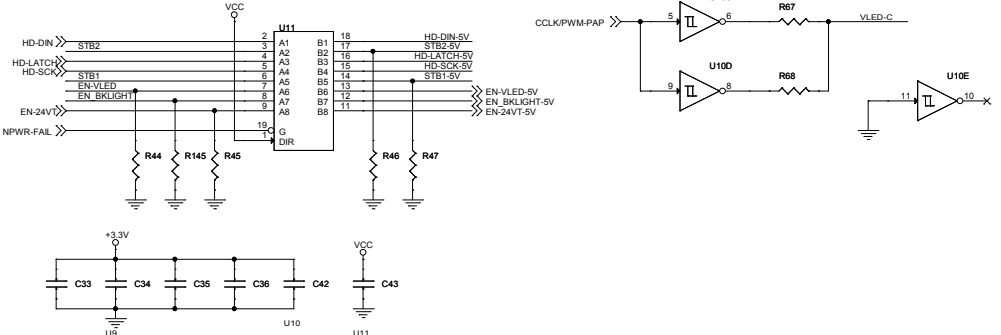 VCC
R67
U11
CCLK/PWM-PAP
5
6
VLED-C
HD-DIN
2
A1
B1
18
HD-DIN-5V
STB2
3
A2
B2
17
STB2-5V
HD-LATCH
4
A3
B3
16
HD-LATCH-5V
HD-SCK
5
A4
B4
15
HD-SCK-5V
STB1
6
A5
B5
14
STB1-5V
EN-VLED
7
A6
B6
13
EN-VLED-5V
EN_BKLIGHT
8
A7
B7
12
EN_BKLIGHT-5V
EN-24VT
9
A8
B8
11
EN-24VT-5V
U10D
9
8
R68
U10E
11
10
NPWR-FAIL
19
G
1
DIR
R44
R145
R45
R46
R47
+3.3V
VCC
C33
C34
C35
C36
C42
C43
U9
U10
U11